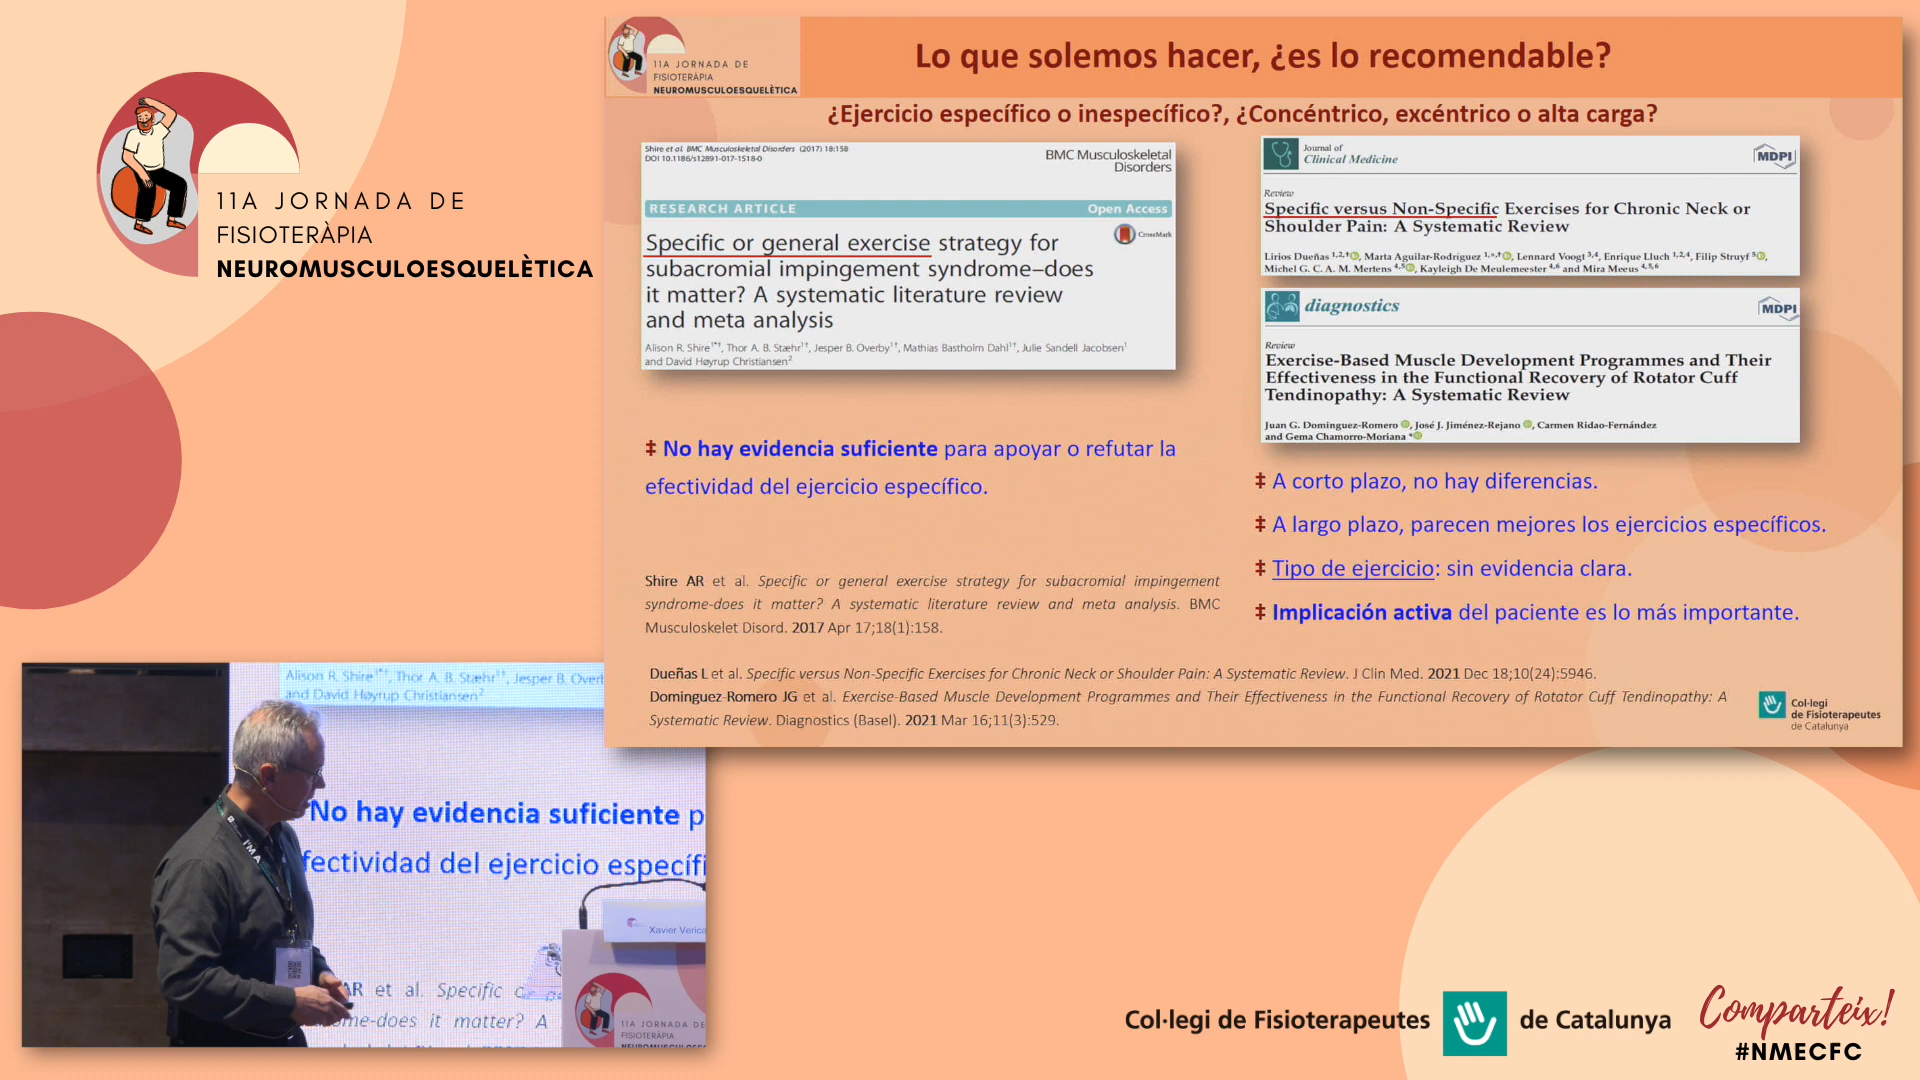 11A JORNADA DE
FISIOTERÀPIA
NEUROMUSCULOESQUELÈTICA
11A JORNADA DE
FISIOTERÀPIA
NEUROMUSCULOESQUELÈTICA
Lo que solemos hacer, ¿es lo recomendable?
¿Ejercicio específico o inespecífico?, ¿Concéntrico, excéntrico o alta carga?
Shire et al. BMC Musculoskeletal Disorders (2017) 18:158
DOI 10.1186/s12891-017-1518-0
BMC Musculoskeletal
Disorders
RESEARCH ARTICLE
Open Access
CrossMark
Specific or general exercise strategy for
subacromial impingement syndrome–does
it matter? A systematic literature review
and meta analysis
Alison R. Shire1*†, Thor A. B. Stæhr1†, Jesper B. Overby1†, Mathias Bastholm Dahl1†, Julie Sandell Jacobsen1
and David Høyrup Christiansen2
‡ No hay evidencia suficiente para apoyar o refutar la
efectividad del ejercicio específico.
Shire AR et al. Specific or general exercise strategy for subacromial impingement
syndrome-does it matter? A systematic literature review and meta analysis. BMC
Musculoskelet Disord. 2017 Apr 17;18(1):158.
Journal of
Clinical Medicine
MDPI
Review
Specific versus Non-Specific Exercises for Chronic Neck or
Shoulder Pain: A Systematic Review
Lirios Dueñas 1,2,†, Marta Aguilar-Rodríguez 1,*,†, Lennard Voogt 3,4, Enrique Lluch 1,2,4, Filip Struyf 5,
Michel G. C. A. M. Mertens 4,5, Kayleigh De Meulemeester 4,6 and Mira Meeus 4,5,6
diagnostics
MDPI
Review
Exercise-Based Muscle Development Programmes and Their
Effectiveness in the Functional Recovery of Rotator Cuff
Tendinopathy: A Systematic Review
Juan G. Dominguez-Romero, José J. Jiménez-Rejano, Carmen Ridao-Fernández
and Gema Chamorro-Moriana *
‡ A corto plazo, no hay diferencias.
‡ A largo plazo, parecen mejores los ejercicios específicos.
‡ Tipo de ejercicio: sin evidencia clara.
‡ Implicación activa del paciente es lo más importante.
Dueñas L et al. Specific versus Non-Specific Exercises for Chronic Neck or Shoulder Pain: A Systematic Review. J Clin Med. 2021 Dec 18;10(24):5946.
Dominguez-Romero JG et al. Exercise-Based Muscle Development Programmes and Their Effectiveness in the Functional Recovery of Rotator Cuff Tendinopathy: A
Systematic Review. Diagnostics (Basel). 2021 Mar 16;11(3):529.
Col·legi
de Fisioterapeutes
de Catalunya
Alison R. Shire1*†, Thor A. B. Stæhr1†, Jesper B. Overb
and David Høyrup Christiansen2
No hay evidencia suficiente p
fectividad del ejercicio específi
I'M A
Xavier Verica
AR et al. Specific
me-does it matter? A
11A JORNADA DE
FISIOTERÀPIA
NEUROMUSCULOES
Col·legi de Fisioterapeutes de Catalunya
Comparteix!
#NMECFC